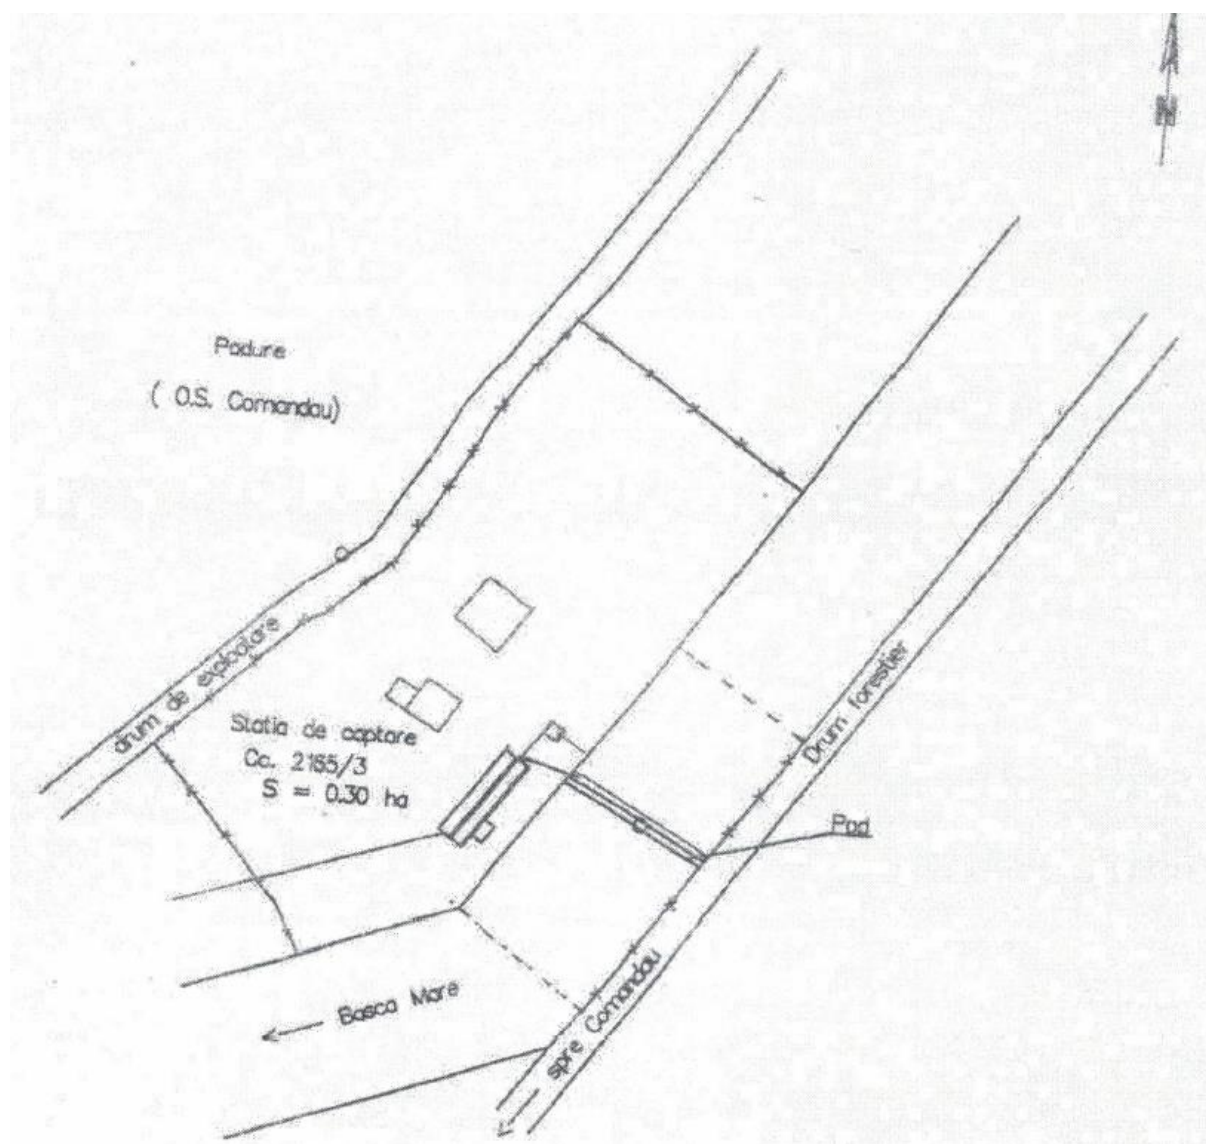 N
Padure
( O.S. Comandau)
drum de exploatare
Statia de captare
Cc. 2165/3
S = 0.30 ha
Drum forestier
Pod
Basca Mare
spre Comandau